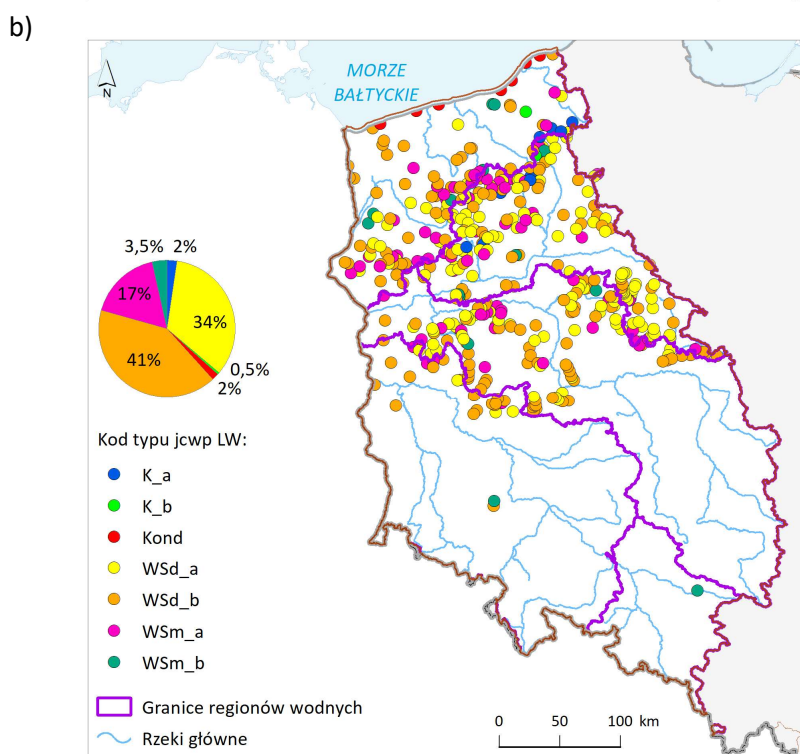 b)
MORZE
BAŁTYCKIE
N
3,5%
2%
17%
34%
41%
0,5%
2%
Kod typu jcwp LW:
K_a
K_b
Kond
WSd_a
WSd_b
WSm_a
WSm_b
Granice regionów wodnych
Rzeki główne
0 50 100 km